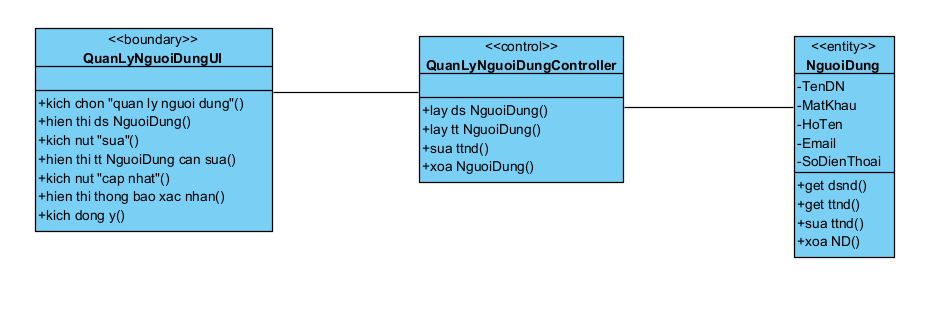 <<boundary>>
QuanLyNguoiDungUI
+kich chon "quan ly nguoi dung"()
+hien thi ds NguoiDung()
+kich nut "sua"()
+hien thi tt NguoiDung can sua()
+kich nut "cap nhat"()
+hien thi thong bao xac nhan()
+kich dong y()
<<control>>
QuanLyNguoiDungController
+lay ds NguoiDung()
+lay tt NguoiDung()
+sua ttnd()
+xoa NguoiDung()
<<entity>>
NguoiDung
-TenDN
-MatKhau
-HoTen
-Email
-SoDienThoai
+get dsnd()
+get ttnd()
+sua ttnd()
+xoa ND()